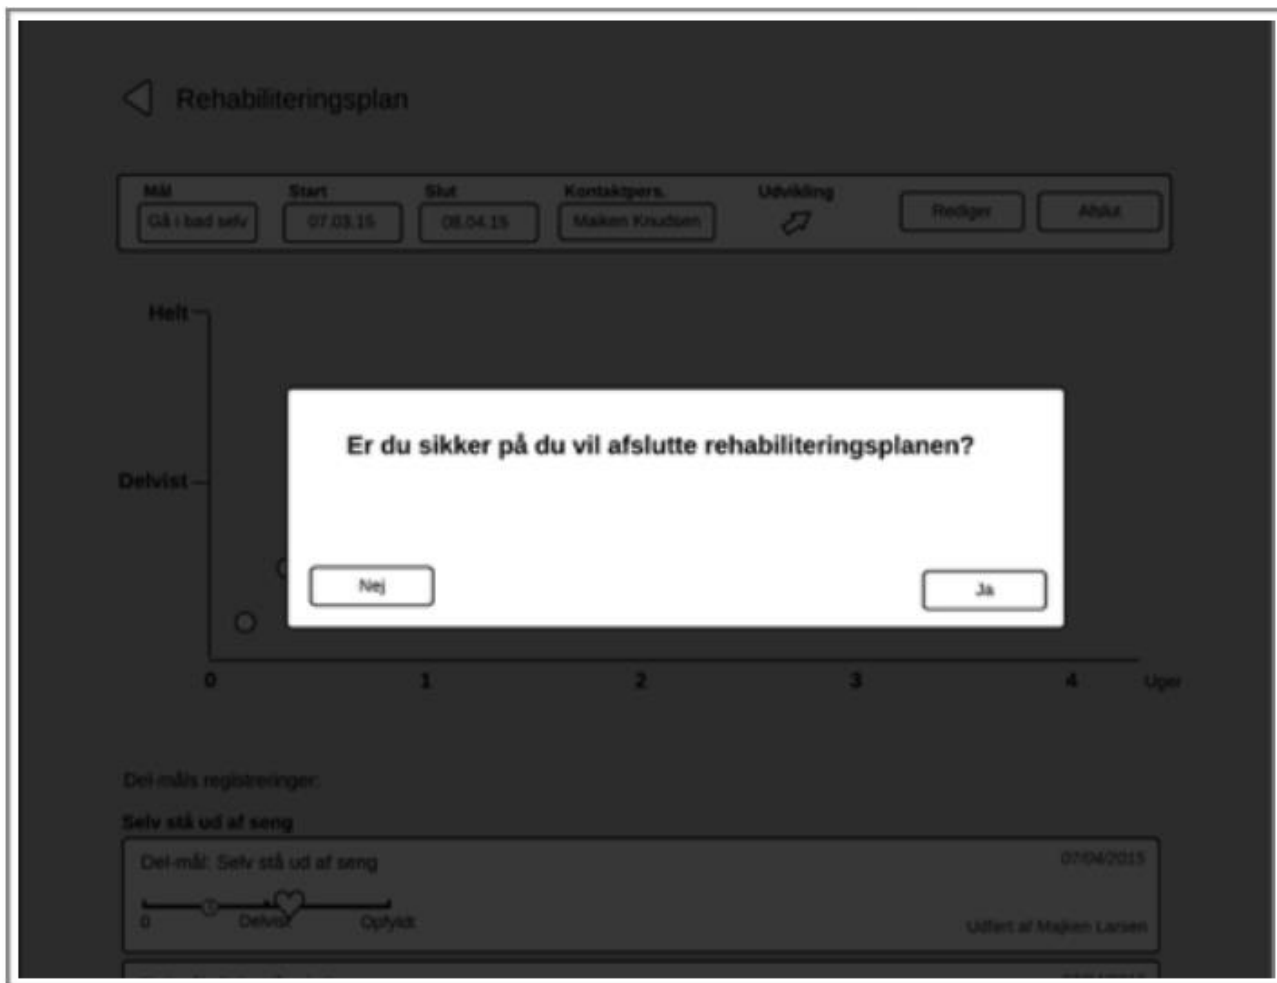 Rehabiliteringsplan
Mål Start Slut Kontaktpers. Udvikling
Gå i bad selv 07.03.15 08.04.15 Maiken Knudsen Rediger Afslut
Helt
Er du sikker på du vil afslutte rehabiliteringsplanen?
Delvist
Nej Ja
0 1 2 3 4 Uger
Del-måls registreringer:
Selv stå ud af seng
Del-mål: Selv stå ud af seng 07/04/2015
0 Delvist Opfyldt
Udført af Majken Larsen